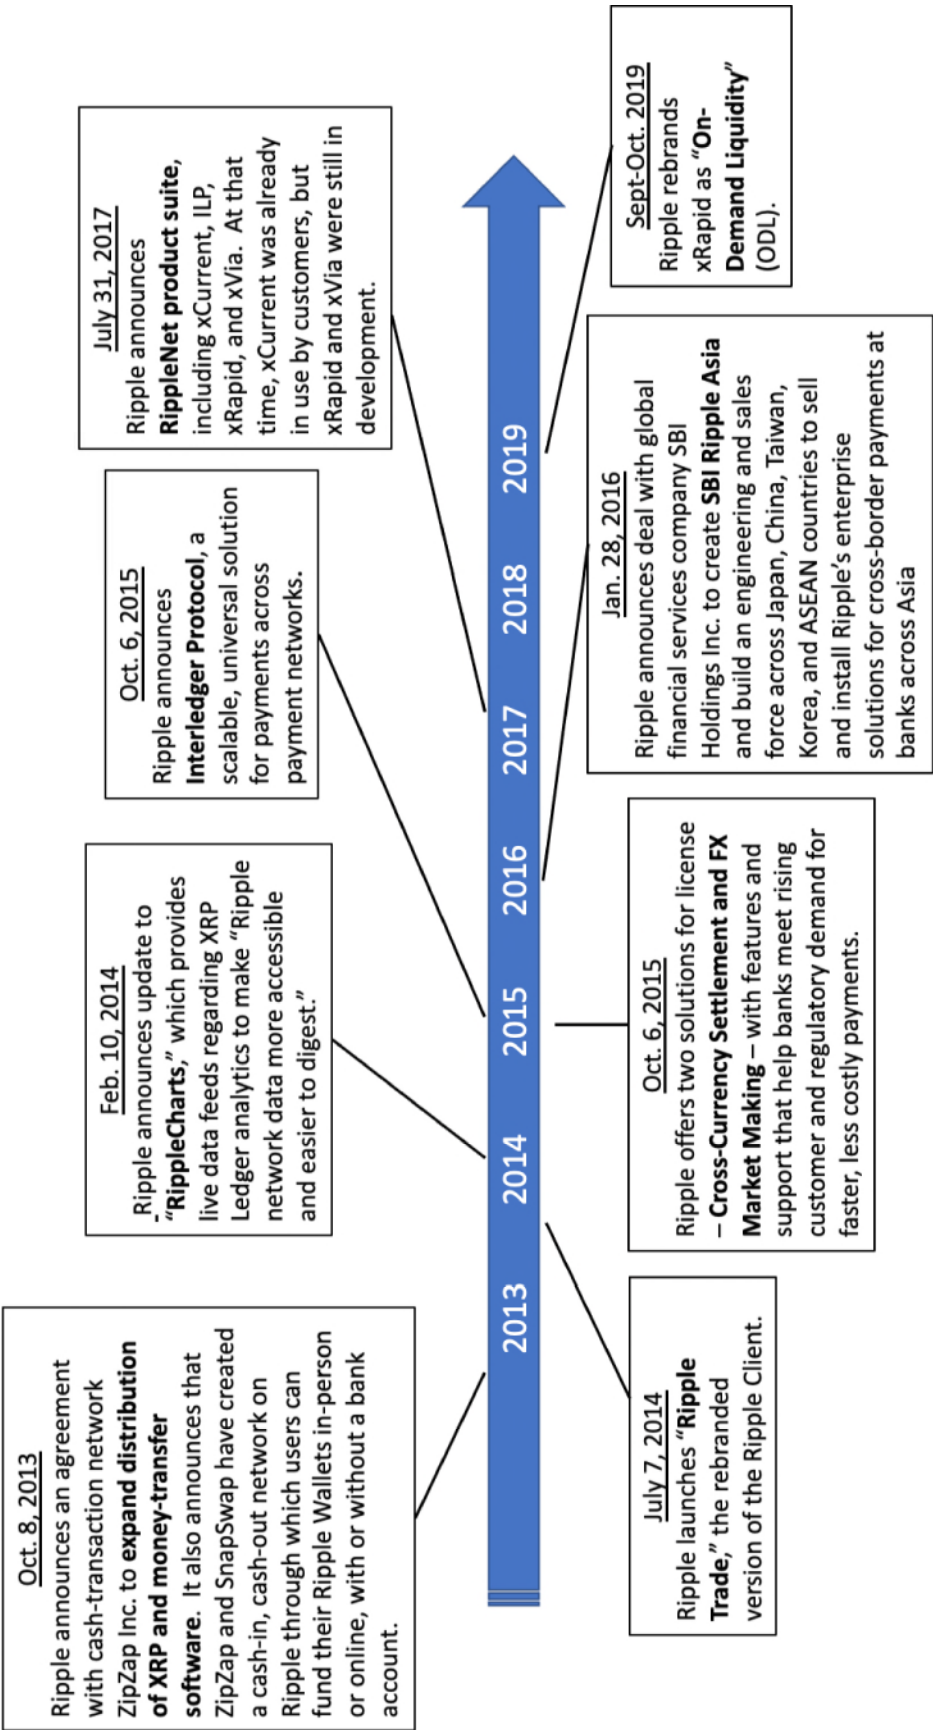 Oct. 8, 2013
Ripple announces an agreement
with cash-transaction network
ZipZap Inc. to expand distribution
of XRP and money-transfer
software. It also announces that
ZipZap and SnapSwap have created
a cash-in, cash-out network on
Ripple through which users can
fund their Ripple Wallets in-person
or online, with or without a bank
account.
Feb. 10, 2014
Ripple announces update to
“RippleCharts,” which provides
live data feeds regarding XRP
Ledger analytics to make “Ripple
network data more accessible
and easier to digest.”
Oct. 6, 2015
Ripple announces
Interledger Protocol, a
scalable, universal solution
for payments across
payment networks.
July 31, 2017
Ripple announces
RippleNet product suite,
including xCurrent, ILP,
xRapid, and xVia. At that
time, xCurrent was already
in use by customers, but
xRapid and xVia were still in
development.
2013 2014 2015 2016 2017 2018 2019
July 7, 2014
Ripple launches “Ripple
Trade,” the rebranded
version of the Ripple Client.
Oct. 6, 2015
Ripple offers two solutions for license
– Cross-Currency Settlement and FX
Market Making – with features and
support that help banks meet rising
customer and regulatory demand for
faster, less costly payments.
Jan. 28, 2016
Ripple announces deal with global
financial services company SBI
Holdings Inc. to create SBI Ripple Asia
and build an engineering and sales
force across Japan, China, Taiwan,
Korea, and ASEAN countries to sell
and install Ripple’s enterprise
solutions for cross-border payments at
banks across Asia
Sept-Oct. 2019
Ripple rebrands
xRapid as “On-
Demand Liquidity”
(ODL).